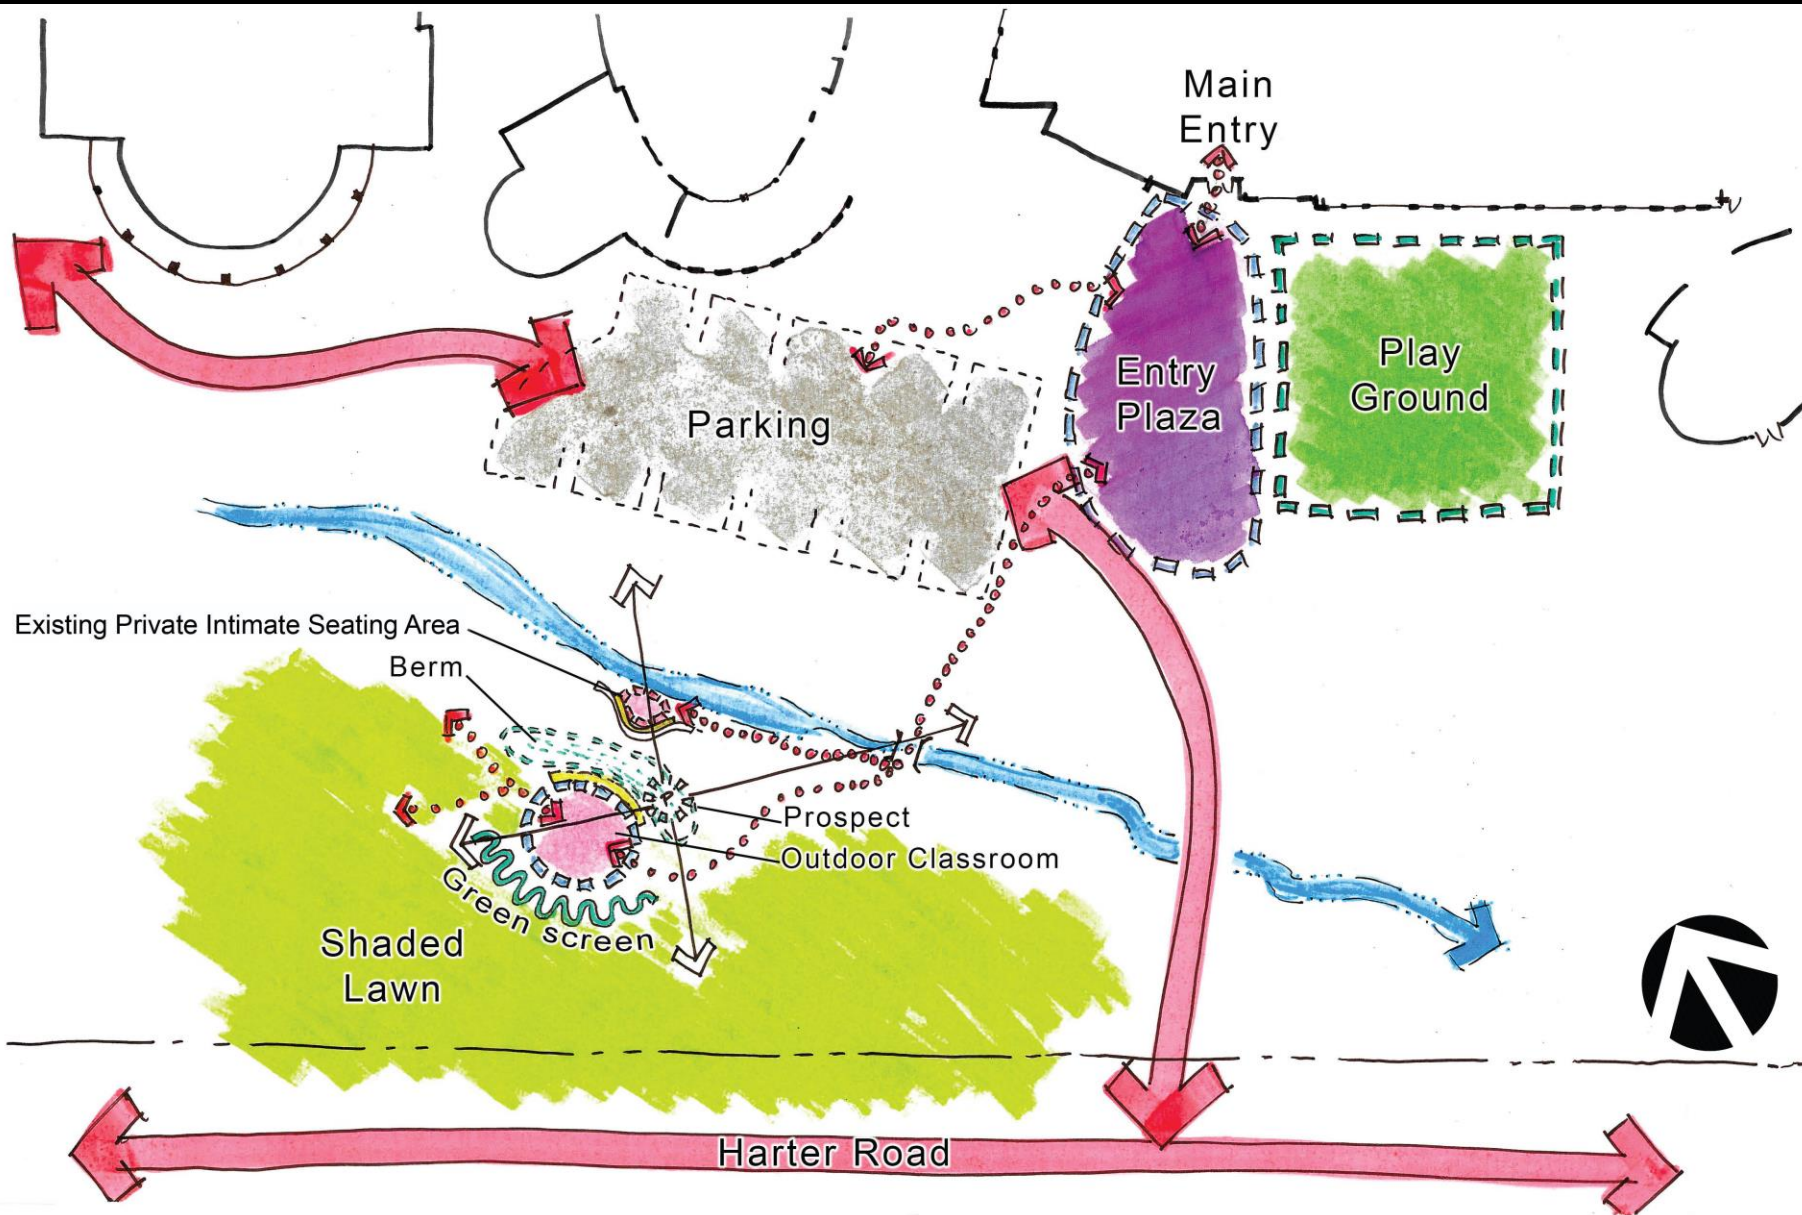 Main
Entry
Play
Ground
Entry
Plaza
Parking
Existing Private Intimate Seating Area
Berm
Prospect
Outdoor Classroom
Green screen
Shaded
Lawn
Harter Road